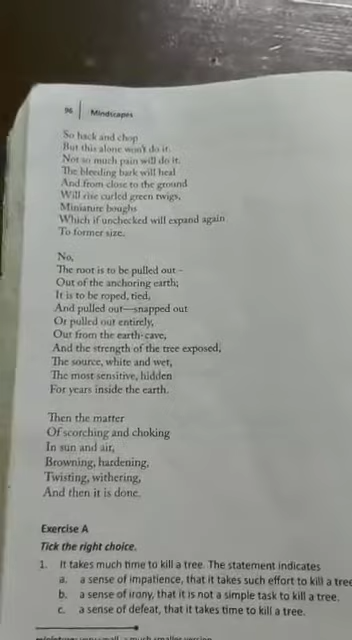 96 | Mindscapes
So hack and chop
But this alone won't do it.
Not so much pain will do it.
The bleeding bark will heal
And from close to the ground
Will rise curled green twigs,
Miniature boughs
Which if unchecked will expand again
To former size.
No,
The root is to be pulled out -
Out of the anchoring earth;
It is to be roped, tied,
And pulled out—snapped out
Or pulled out entirely,
Out from the earth-cave,
And the strength of the tree exposed,
The source, white and wet,
The most sensitive, hidden
For years inside the earth.
Then the matter
Of scorching and choking
In sun and air,
Browning, hardening,
Twisting, withering,
And then it is done.
Exercise A
Tick the right choice.
1. It takes much time to kill a tree. The statement indicates
a. a sense of impatience, that it takes such effort to kill a tree
b. a sense of irony, that it is not a simple task to kill a tree.
c. a sense of defeat, that it takes time to kill a tree.